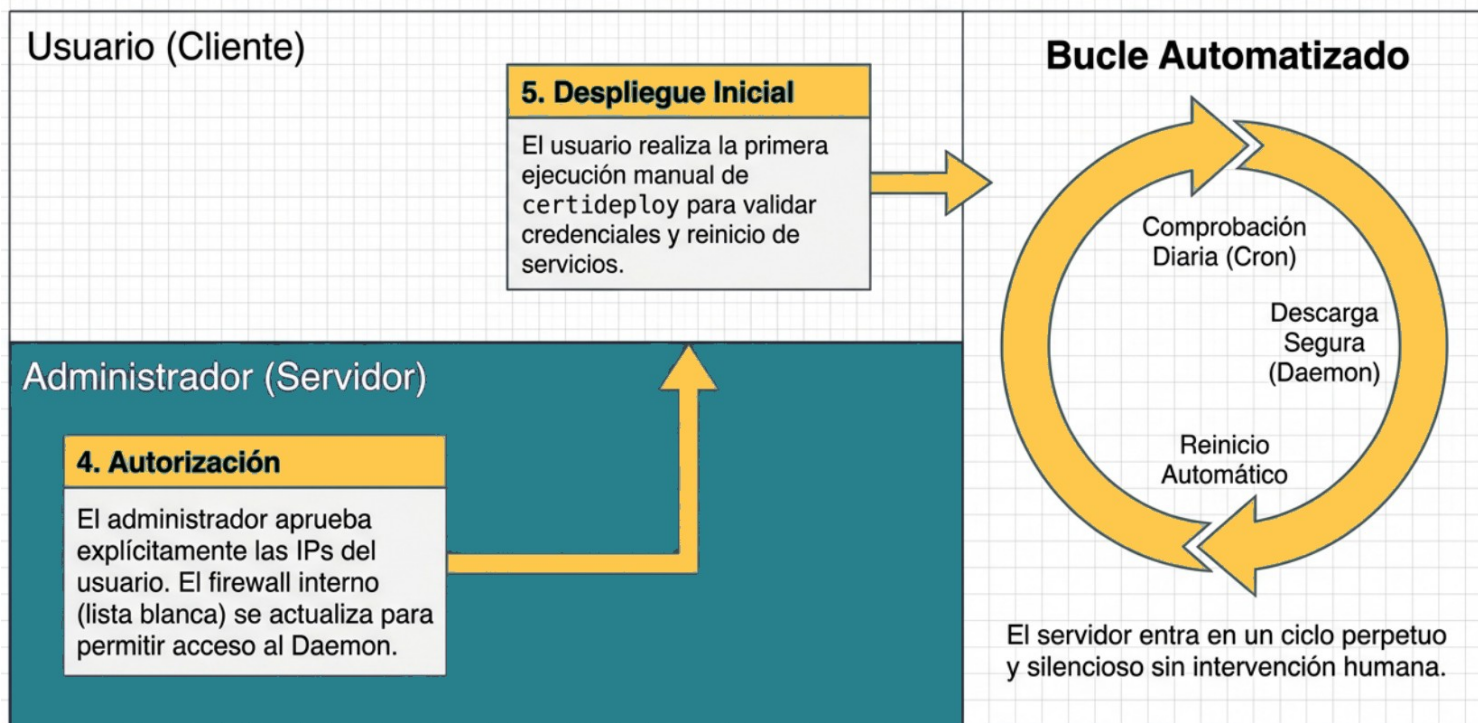 Usuario (Cliente)
5. Despliegue Inicial
El usuario realiza la primera
ejecución manual de
certideploy para validar
credenciales y reinicio de
servicios.
Administrador (Servidor)
4. Autorización
El administrador aprueba
explícitamente las IPs del
usuario. El firewall interno
(lista blanca) se actualiza para
permitir acceso al Daemon.
Bucle Automatizado
Comprobación
Diaria (Cron)
Descarga
Segura
(Daemon)
Reinicio
Automático
El servidor entra en un ciclo perpetuo
y silencioso sin intervención humana.